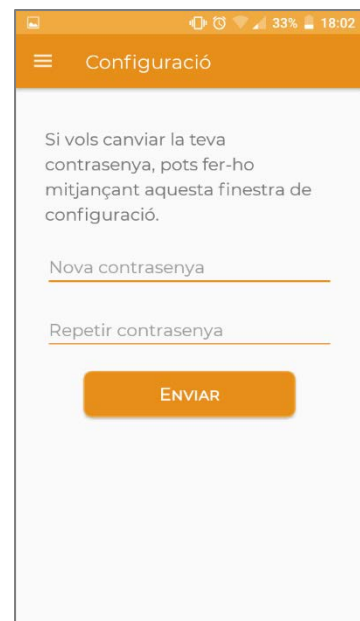 33% 18:02
Configuració
Si vols canviar la teva
contrasenya, pots fer-ho
mitjançant aquesta finestra de
configuració.
Nova contrasenya
Repetir contrasenya
ENVIAR